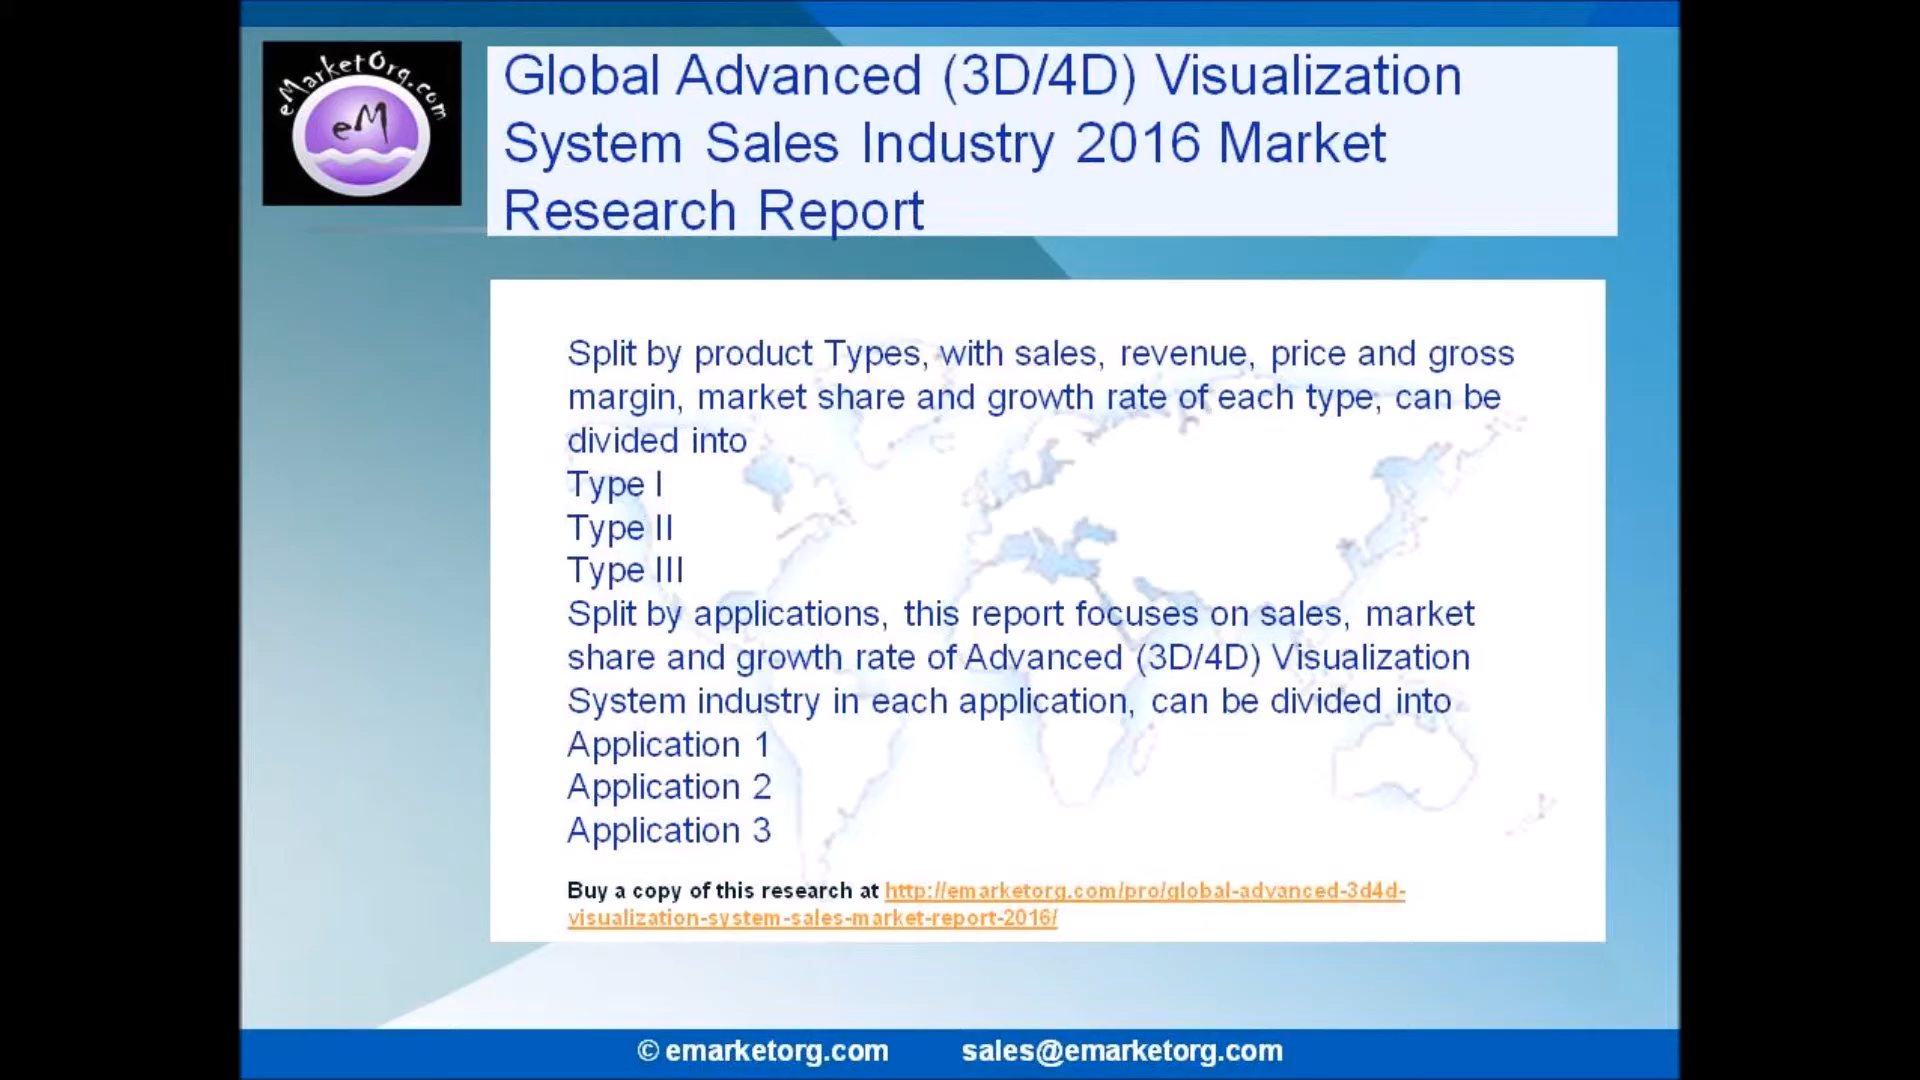 eMarketOrg.com
eM
Global Advanced (3D/4D) Visualization
System Sales Industry 2016 Market
Research Report
Split by product Types, with sales, revenue, price and gross
margin, market share and growth rate of each type, can be
divided into
Type I
Type II
Type III
Split by applications, this report focuses on sales, market
share and growth rate of Advanced (3D/4D) Visualization
System industry in each application, can be divided into
Application 1
Application 2
Application 3
Buy a copy of this research at http://emarketorg.com/pro/global-advanced-3d4d-
visualization-system-sales-market-report-2016/
© emarketorg.com sales@emarketorg.com